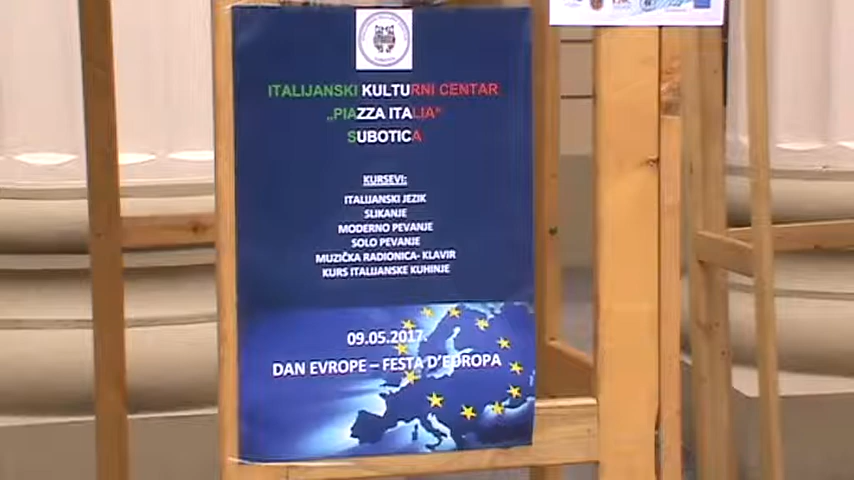 ITALIJANSKI KULTURNI CENTAR
„PIAZZA ITALIA“
SUBOTICA
KURSEVI:
ITALIJANSKI JEZIK
SLIKANJE
MODERNO PEVANJE
SOLO PEVANJE
MUZIČKA RADIONICA- KLAVIR
KURS ITALIJANSKE KUHINJE
09.05.2017.
DAN EVROPE – FESTA D'EUROPA